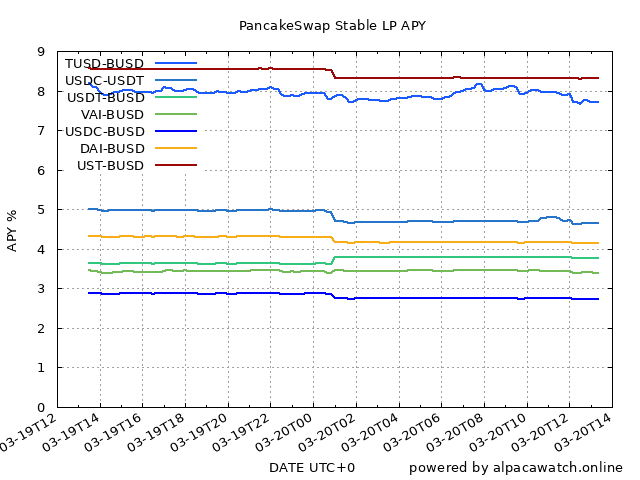 PancakeSwap Stable LP APY
9
8
7
6
5
4
3
2
1
0
APY %
TUSD-BUSD
USDC-USDT
USDT-BUSD
VAI-BUSD
USDC-BUSD
DAI-BUSD
UST-BUSD
03-19T12
03-19T14
03-19T16
03-19T18
03-19T20
03-19T22
03-20T00
03-20T02
03-20T04
03-20T06
03-20T08
03-20T10
03-20T12
03-20T14
DATE UTC+0
powered by alpacawatch.online